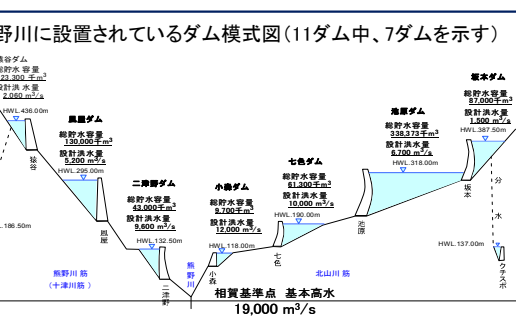 野川に設置されているダム模式図(11ダム中、7ダムを示す)
猿谷ダム
総貯水容量
23,300 千m³
設計洪水量
2,060 m³/s
HWL.436.00m
猿谷
風屋ダム
総貯水容量
130,000千m³
設計洪水量
5,200 m³/s
HWL.295.00m
風屋
.186.50m
二津野ダム
総貯水容量
43,000千m³
設計洪水量
9,600 m³/s
HWL.132.50m
二津野
熊野川筋
(十津川筋)
熊野川
小森ダム
総貯水容量
9,700千m³
設計洪水量
12,000 m³/s
HWL.118.00m
小森
七色ダム
総貯水容量
61,300千m³
設計洪水量
10,000 m³/s
HWL.190.00m
七色
池原ダム
総貯水容量
338,373千m³
設計洪水量
6,700 m³/s
HWL.318.00m
池原
坂本ダム
総貯水容量
87,000千m³
設計洪水量
1,500 m³/s
HWL.387.50m
坂本
分水
HWL.137.00m
クチスボ
北山川筋
相賀基準点 基本高水
19,000 m³/s